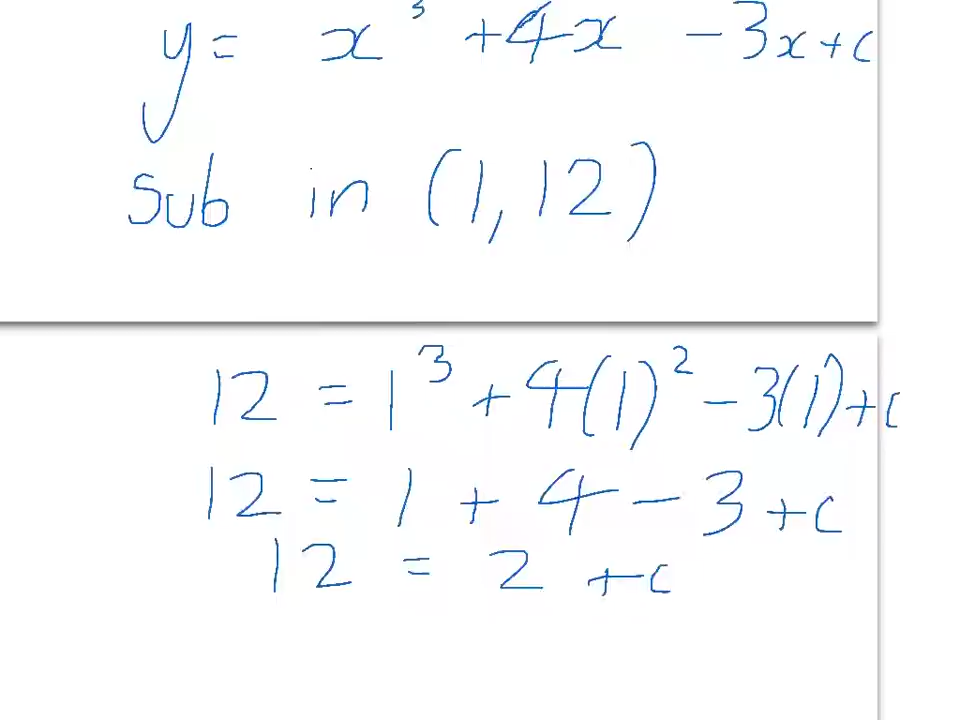 y = x³ + 4x - 3x + c
Sub in (1, 12)
12 = 1³ + 4(1)² - 3(1) + c
12 = 1 + 4 - 3 + c
12 = 2 + c